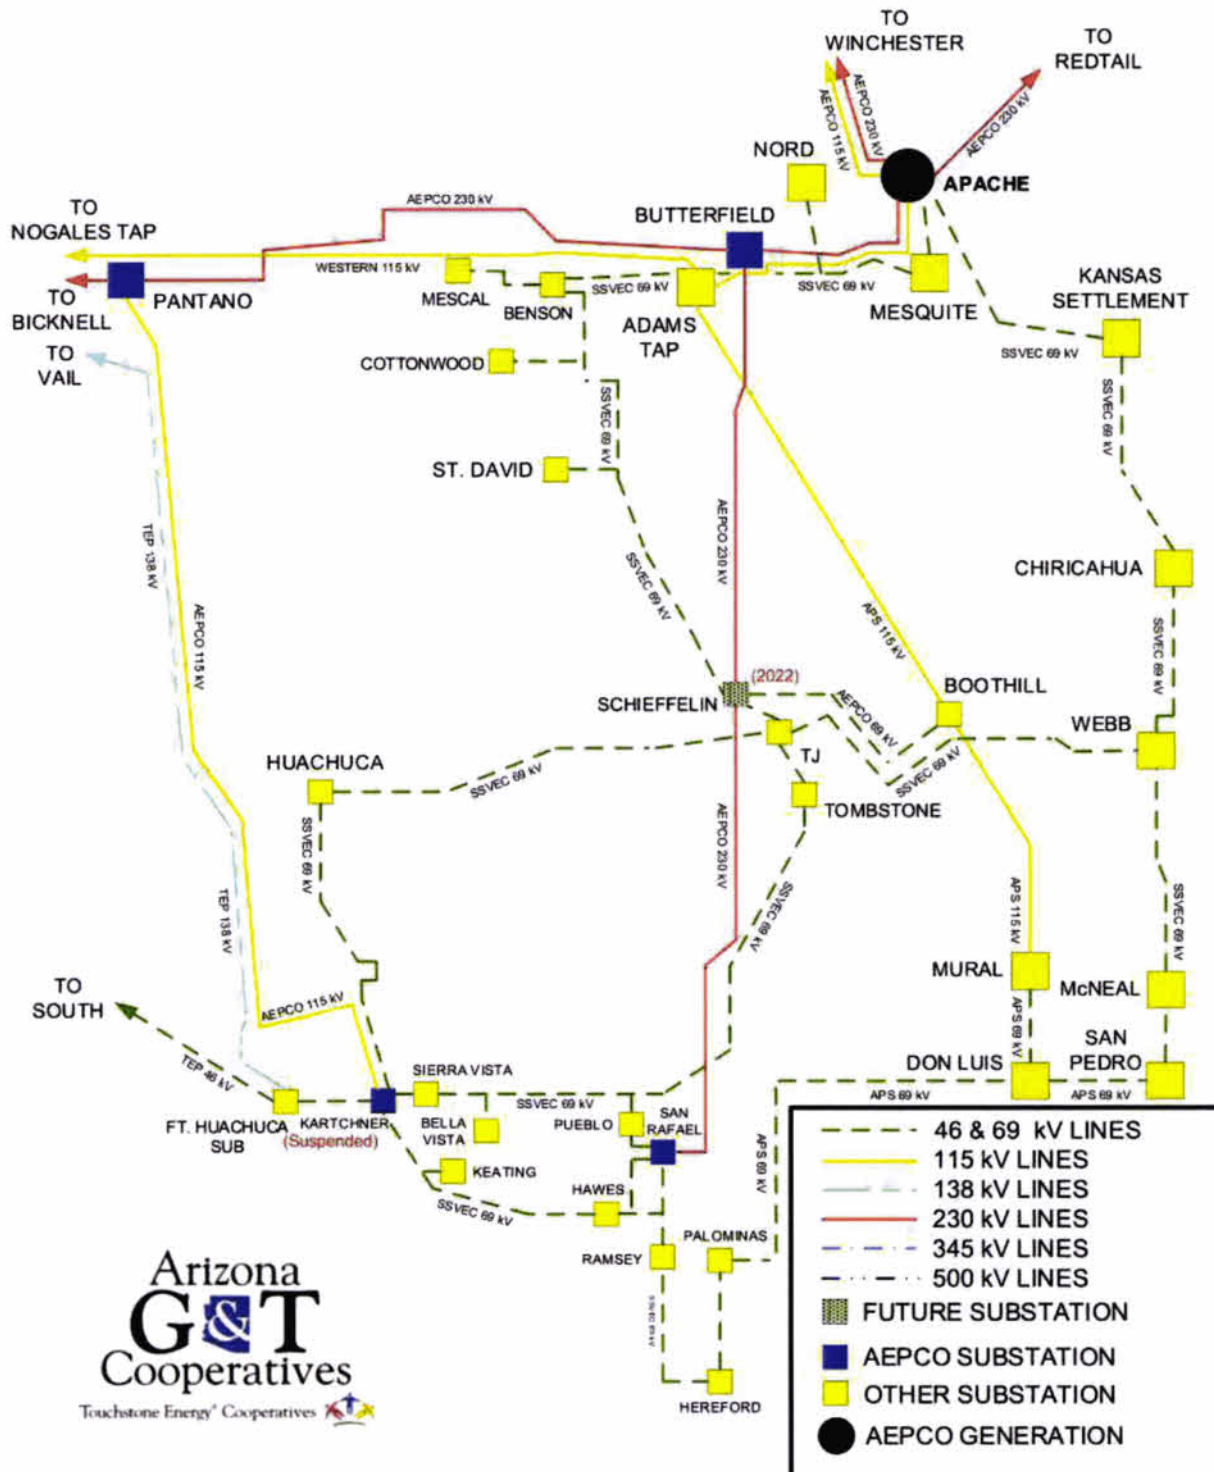 TO
WINCHESTER
TO
REDTAIL
AEPCO 230 kV
AEPCO 115 kV
AEPCO 230 kV
NORD
APACHE
AEPCO 230 kV
BUTTERFIELD
TO
NOGALES TAP
WESTERN 115 kV
MESCAL
BENSON
SSVEC 69 kV
SSVEC 69 kV
MESQUITE
KANSAS
SETTLEMENT
TO
BICKNELL
PANTANO
ADAMS
TAP
SSVEC 69 kV
TO
VAIL
COTTONWOOD
SSVEC 69 kV
SSVEC 69 kV
ST. DAVID
TEP 138 kV
AEPCO 230 kV
SSVEC 69 kV
CHIRICAHUA
AEPCO 115 kV
APS 115 kV
SSVEC 69 kV
(2022)
SCHIEFFELIN
AEPCO 69 kV
BOOTHILL
WEBB
TJ
SSVEC 69 kV
HUACHUCA
SSVEC 69 kV
TOMBSTONE
SSVEC 69 kV
AEPCO 230 kV
TEP 138 kV
SSVEC 69 kV
APS 115 kV
SSVEC 69 kV
MURAL
McNEAL
TO
SOUTH
AEPCO 115 kV
APS 69 kV
SAN
PEDRO
DON LUIS
TEP 46 kV
SIERRA VISTA
SSVEC 69 kV
APS 69 kV
APS 69 kV
FT. HUACHUCA
SUB
KARTCHNER
(Suspended)
BELLA
VISTA
PUEBLO
SAN
RAFAEL
KEATING
APS 69 kV
HAWES
SSVEC 69 kV
RAMSEY
PALOMINAS
SSVEC 69 kV
HEREFORD
46 & 69 kV LINES
115 kV LINES
138 kV LINES
230 kV LINES
345 kV LINES
500 kV LINES
FUTURE SUBSTATION
AEPCO SUBSTATION
OTHER SUBSTATION
AEPCO GENERATION
Arizona
G&T
Cooperatives
Touchstone Energy® Cooperatives